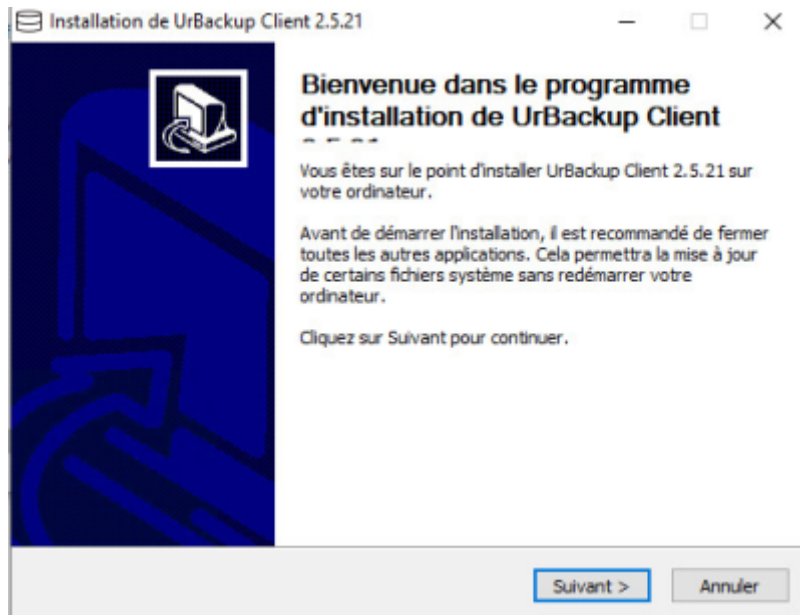 Installation de UrBackup Client 2.5.21
Bienvenue dans le programme
d'installation de UrBackup Client
Vous êtes sur le point d'installer UrBackup Client 2.5.21 sur
votre ordinateur.
Avant de démarrer l'installation, il est recommandé de fermer
toutes les autres applications. Cela permettra la mise à jour
de certains fichiers système sans redémarrer votre
ordinateur.
Cliquez sur Suivant pour continuer.
Suivant > Annuler